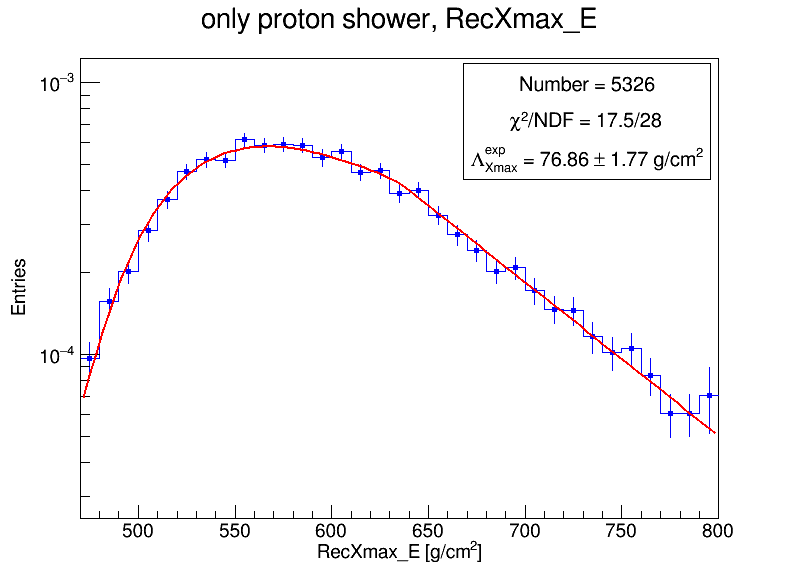 only proton shower, RecXmax_E
Number = 5326
χ²/NDF = 17.5/28
Λ^exp_Xmax = 76.86 ± 1.77 g/cm²
Entries
10⁻³
10⁻⁴
500 550 600 650 700 750 800
RecXmax_E [g/cm²]